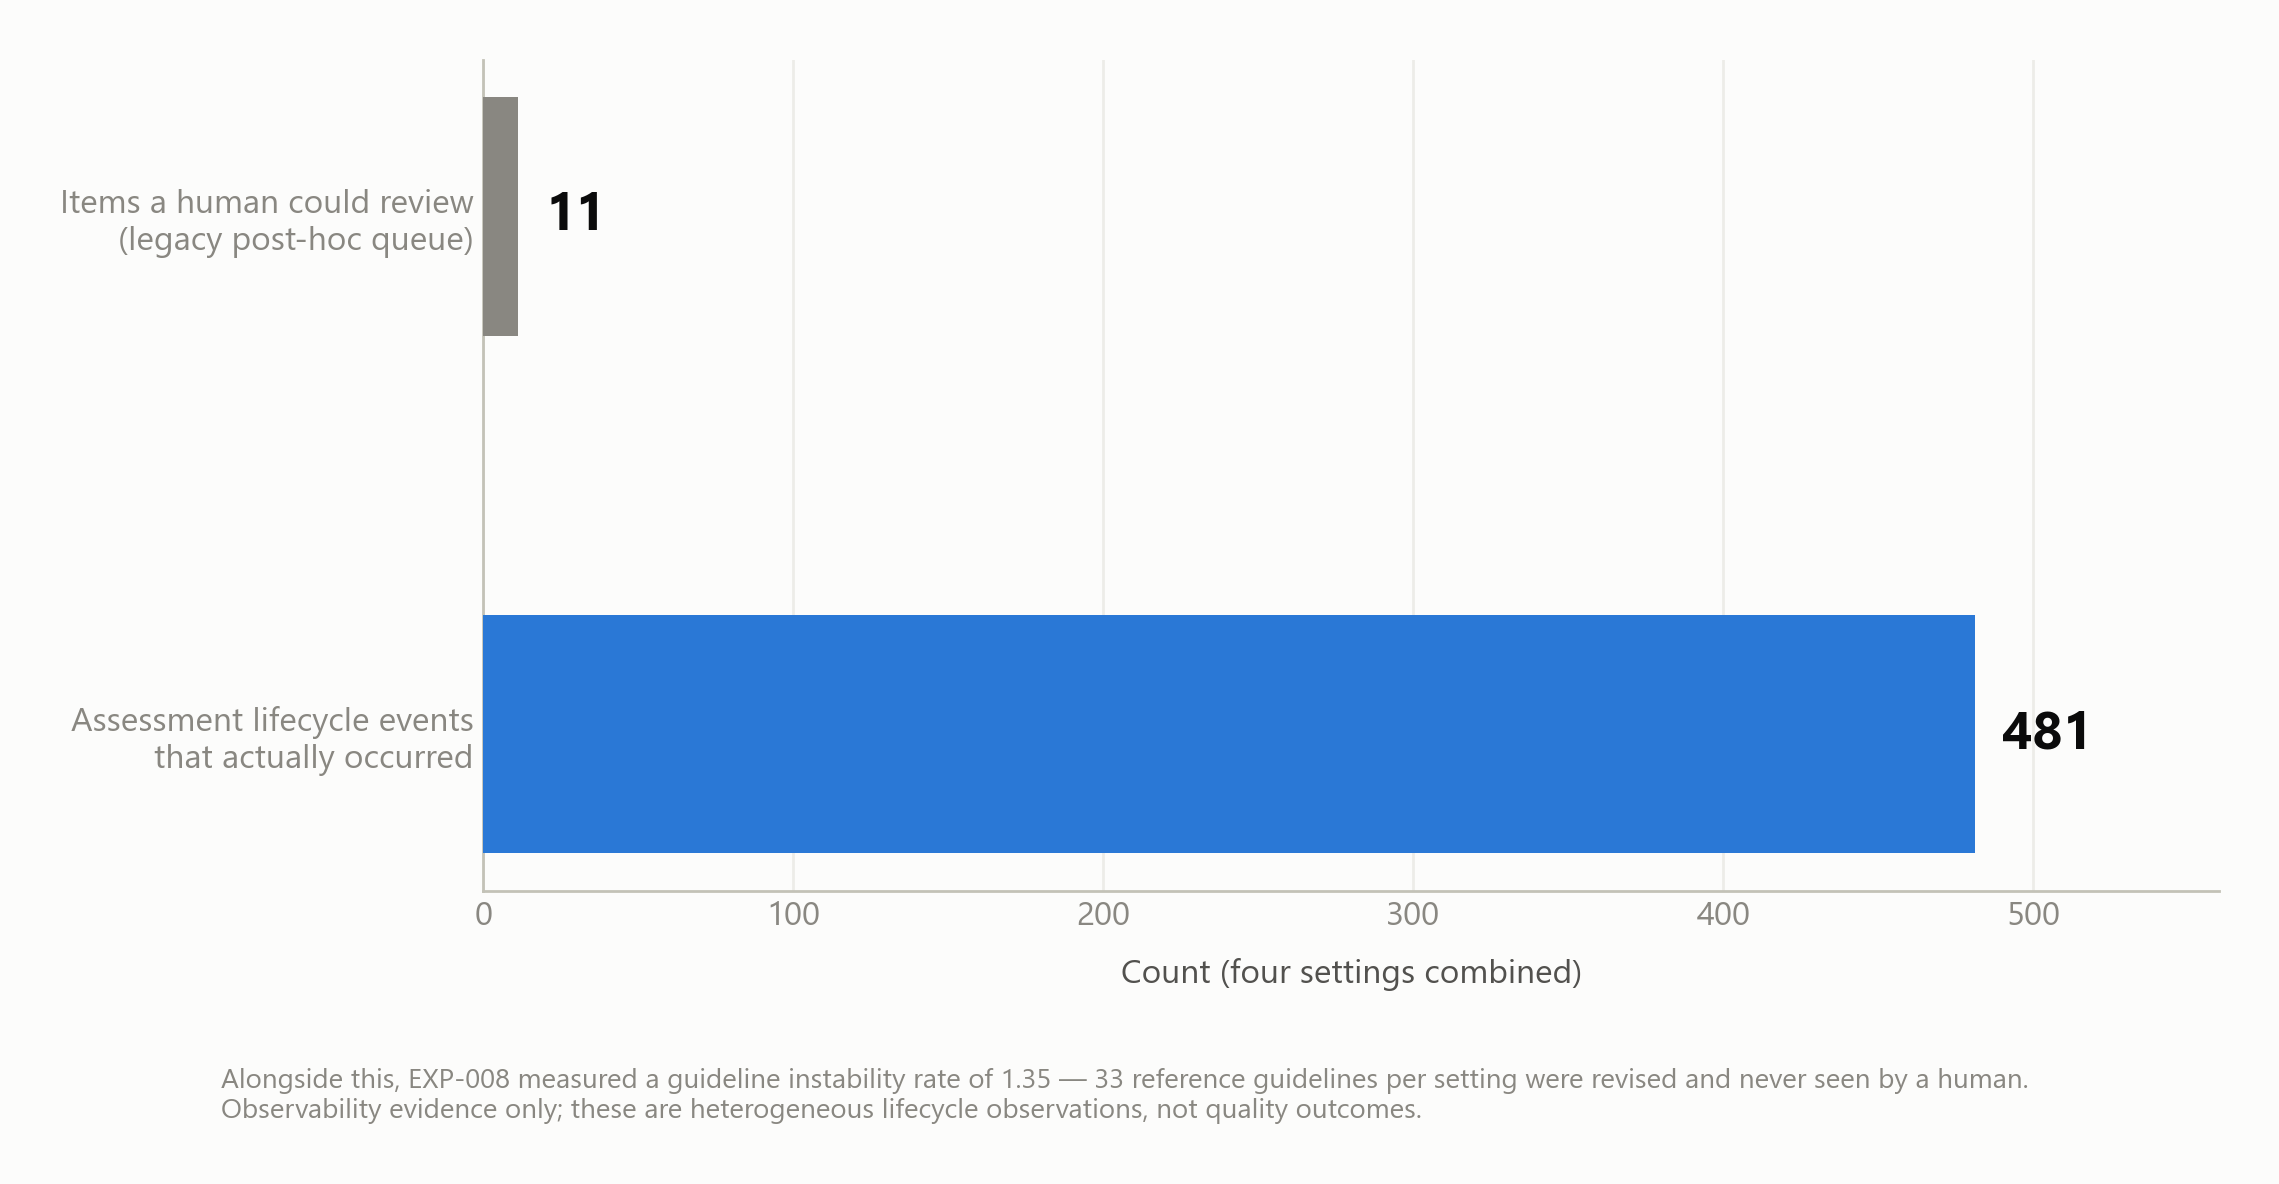 Items a human could review
(legacy post-hoc queue)
11
Assessment lifecycle events
that actually occurred
481
0 100 200 300 400 500
Count (four settings combined)
Alongside this, EXP-008 measured a guideline instability rate of 1.35 — 33 reference guidelines per setting were revised and never seen by a human.
Observability evidence only; these are heterogeneous lifecycle observations, not quality outcomes.